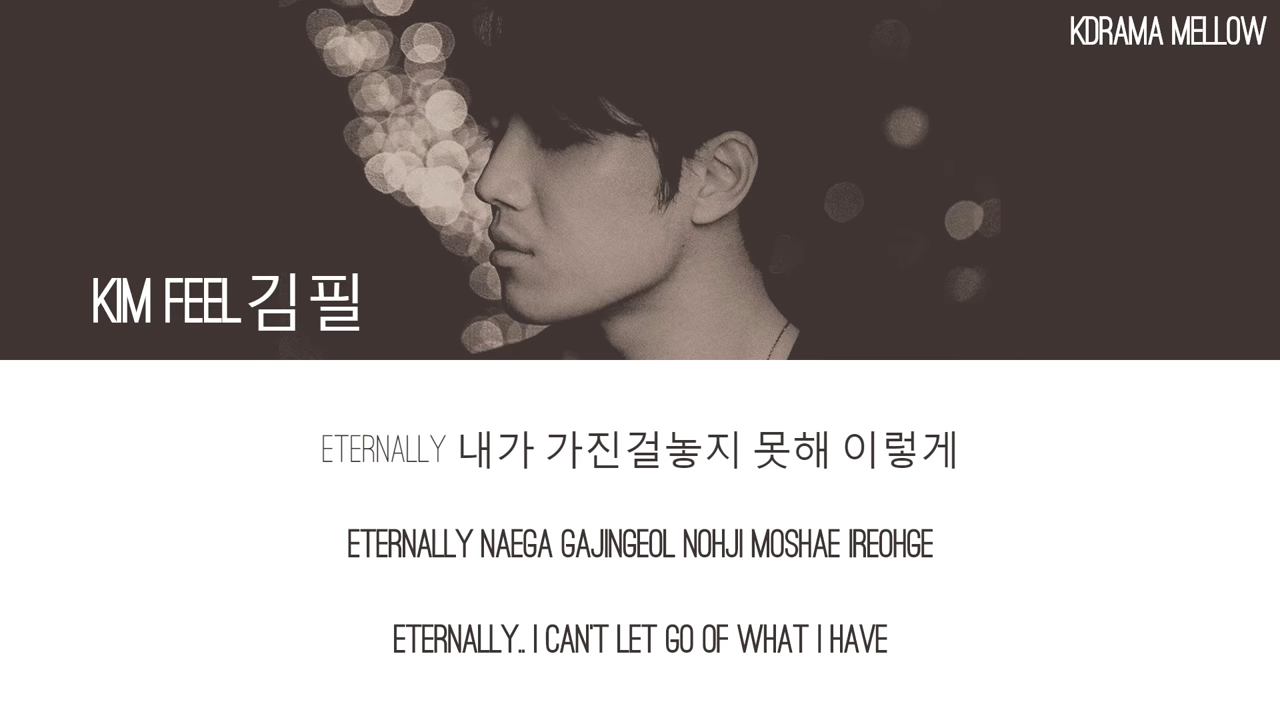 KDRAMA MELLOW
KIM FEEL 김필
ETERNALLY 내가 가진걸놓지 못해 이렇게
ETERNALLY NAEGA GAJINGEOL NOHJI MOSHAE IREOHGE
ETERNALLY.. I CAN'T LET GO OF WHAT I HAVE